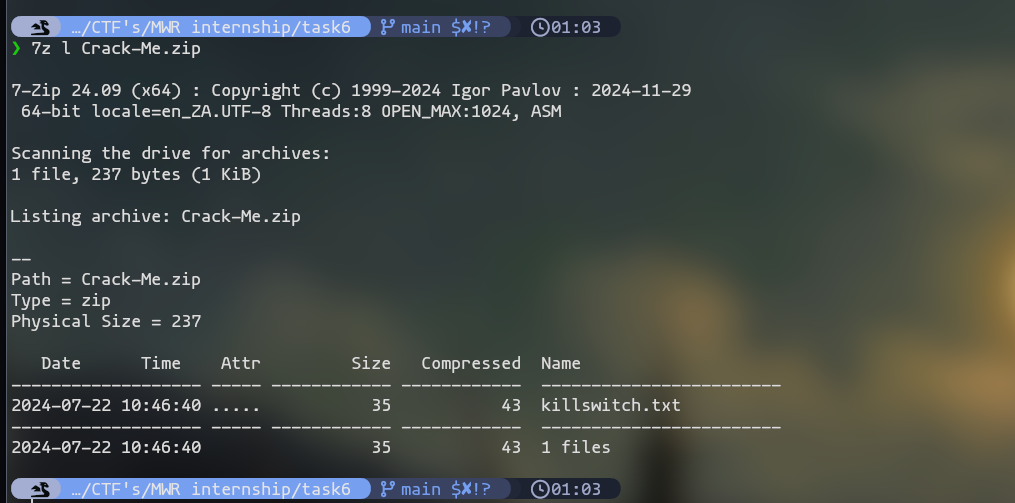 …/CTF's/MWR internship/task6 main $✘!? 01:03
❯ 7z l Crack-Me.zip
7-Zip 24.09 (x64) : Copyright (c) 1999-2024 Igor Pavlov : 2024-11-29
64-bit locale=en_ZA.UTF-8 Threads:8 OPEN_MAX:1024, ASM
Scanning the drive for archives:
1 file, 237 bytes (1 KiB)
Listing archive: Crack-Me.zip
--
Path = Crack-Me.zip
Type = zip
Physical Size = 237
Date Time Attr Size Compressed Name
------------------- ----- ------------ ------------ ------------------------
2024-07-22 10:46:40 ..... 35 43 killswitch.txt
------------------- ----- ------------ ------------ ------------------------
2024-07-22 10:46:40 35 43 1 files
…/CTF's/MWR internship/task6 main $✘!? 01:03